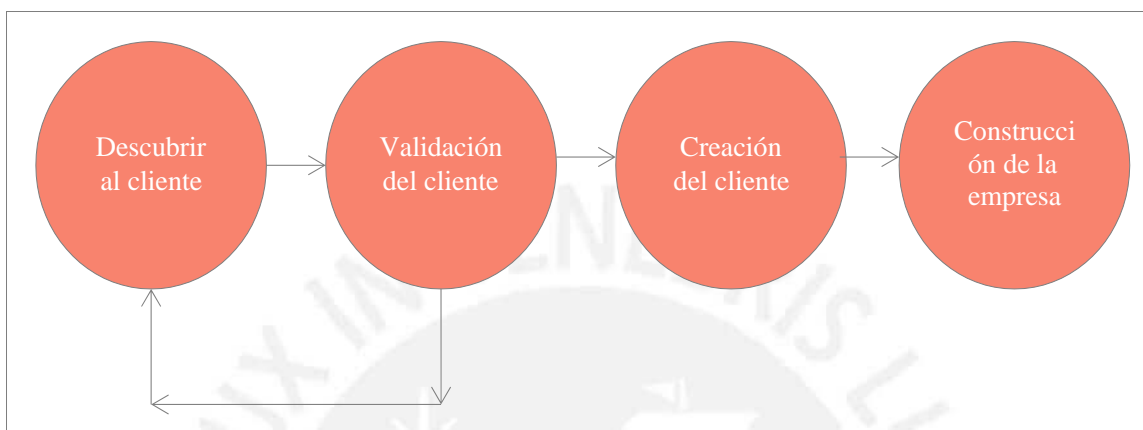 Descubrir
al cliente
Validación
del cliente
Creación
del cliente
Construcci
ón de la
empresa